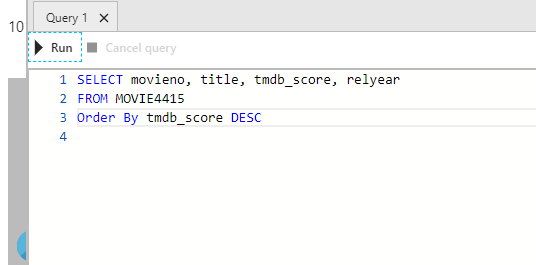 10
Query 1 ×
Run Cancel query
1 SELECT movieno, title, tmdb_score, relyear
2 FROM MOVIE4415
3 Order By tmdb_score DESC
4